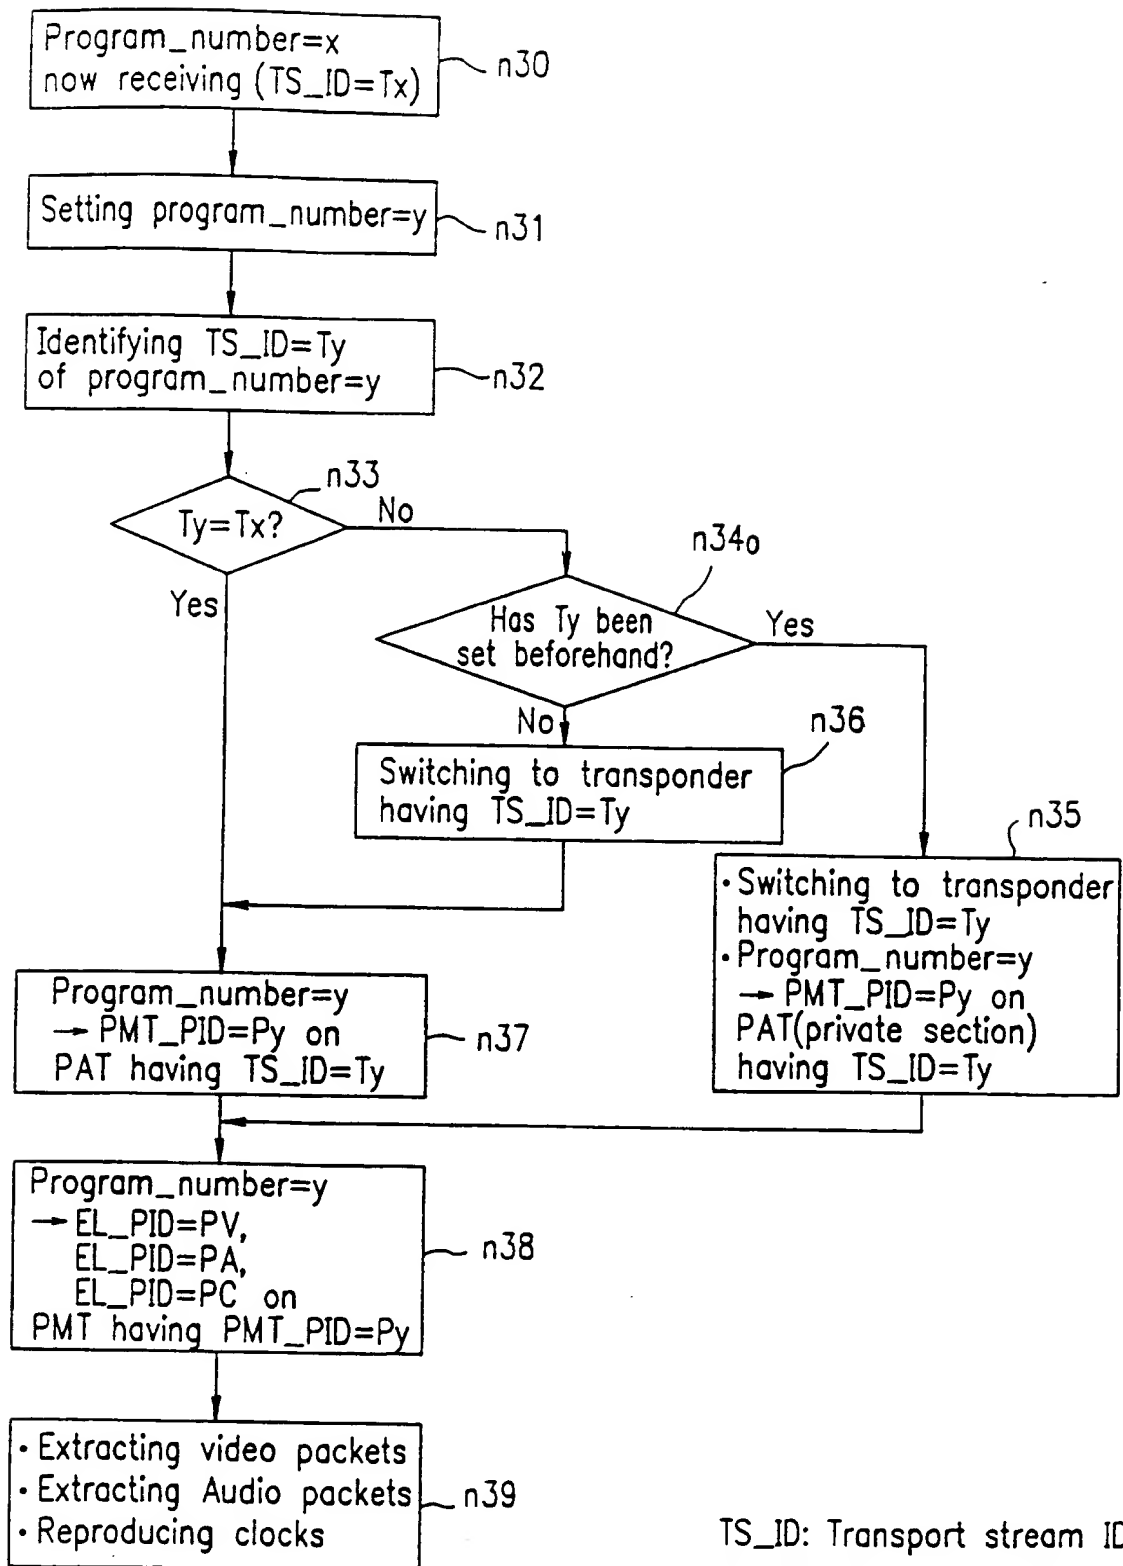 Program_number=x
now receiving (TS_ID=Tx)
n30
Setting program_number=y
n31
Identifying TS_ID=Ty
of program_number=y
n32
n33
Ty=Tx?
No
Yes
n34a
Has Ty been
set beforehand?
Yes
No
n36
Switching to transponder
having TS_ID=Ty
n35
·Switching to transponder
having TS_ID=Ty
·Program_number=y
→ PMT_PID=Py on
PAT(private section)
having TS_ID=Ty
Program_number=y
→ PMT_PID=Py on
PAT having TS_ID=Ty
n37
Program_number=y
→ EL_PID=PV,
EL_PID=PA,
EL_PID=PC on
PMT having PMT_PID=Py
n38
·Extracting video packets
·Extracting Audio packets
·Reproducing clocks
n39
TS_ID: Transport stream ID